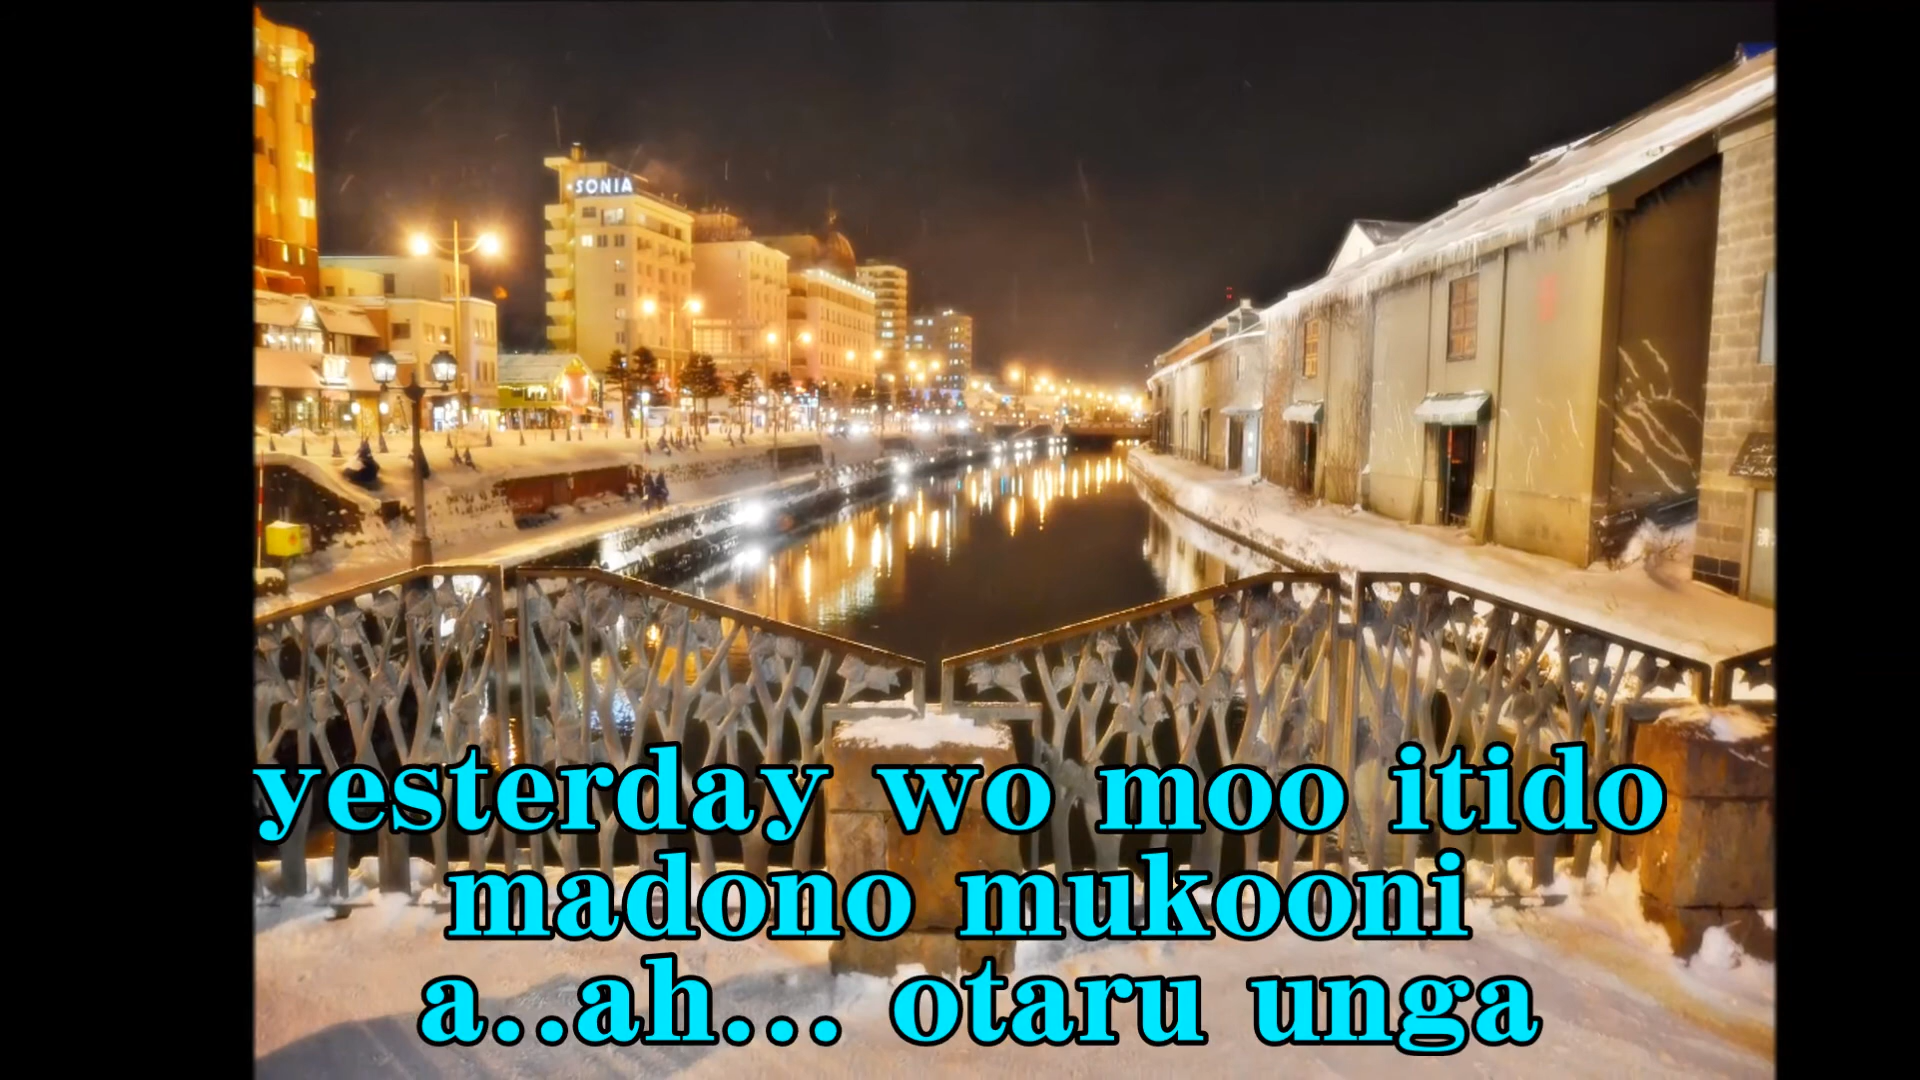 SONIA
yesterday wo moo itido
madono mukooni
a..ah... otaru unga